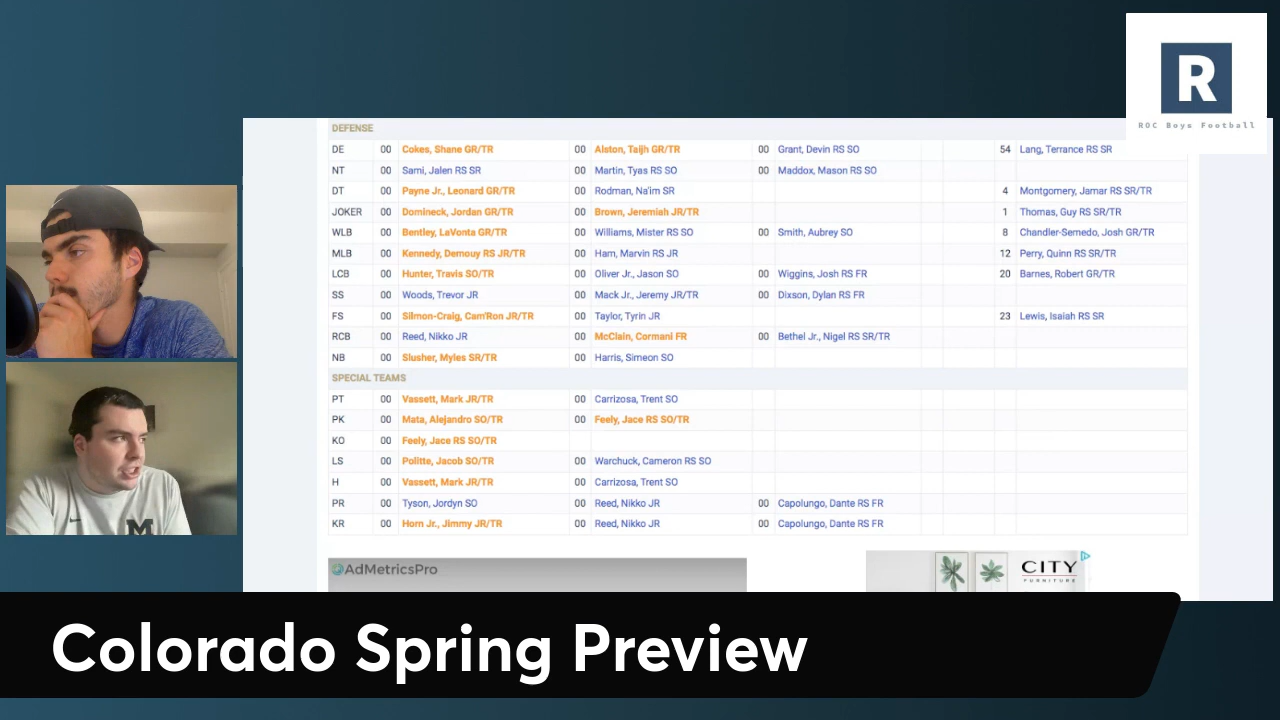 R
ROC Boys Football
DEFENSE
DE 00 Cokes, Shane GR/TR 00 Alston, Taijh GR/TR 00 Grant, Devin RS SO 54 Lang, Terrance RS SR
NT 00 Sami, Jalen RS SR 00 Martin, Tyas RS SO 00 Maddox, Mason RS SO
DT 00 Payne Jr., Leonard GR/TR 00 Rodman, Na'im SR 4 Montgomery, Jamar RS SR/TR
JOKER 00 Domineck, Jordan GR/TR 00 Brown, Jeremiah JR/TR 1 Thomas, Guy RS SR/TR
WLB 00 Bentley, LaVonta GR/TR 00 Williams, Mister RS SO 00 Smith, Aubrey SO 8 Chandler-Semedo, Josh GR/TR
MLB 00 Kennedy, Demouy RS JR/TR 00 Ham, Marvin RS JR 12 Perry, Quinn RS SR/TR
LCB 00 Hunter, Travis SO/TR 00 Oliver Jr., Jason SO 00 Wiggins, Josh RS FR 20 Barnes, Robert GR/TR
SS 00 Woods, Trevor JR 00 Mack Jr., Jeremy JR/TR 00 Dixson, Dylan RS FR
FS 00 Silmon-Craig, Cam'Ron JR/TR 00 Taylor, Tyrin JR 23 Lewis, Isaiah RS SR
RCB 00 Reed, Nikko JR 00 McClain, Cormani FR 00 Bethel Jr., Nigel RS SR/TR
NB 00 Slusher, Myles SR/TR 00 Harris, Simeon SO
SPECIAL TEAMS
PT 00 Vassett, Mark JR/TR 00 Carrizosa, Trent SO
PK 00 Mata, Alejandro SO/TR 00 Feely, Jace RS SO/TR
KO 00 Feely, Jace RS SO/TR
LS 00 Politte, Jacob SO/TR 00 Warchuck, Cameron RS SO
H 00 Vassett, Mark JR/TR 00 Carrizosa, Trent SO
PR 00 Tyson, Jordyn SO 00 Reed, Nikko JR 00 Capolungo, Dante RS FR
KR 00 Horn Jr., Jimmy JR/TR 00 Reed, Nikko JR 00 Capolungo, Dante RS FR
AdMetricsPro
CITY
FURNITURE
M
Colorado Spring Preview